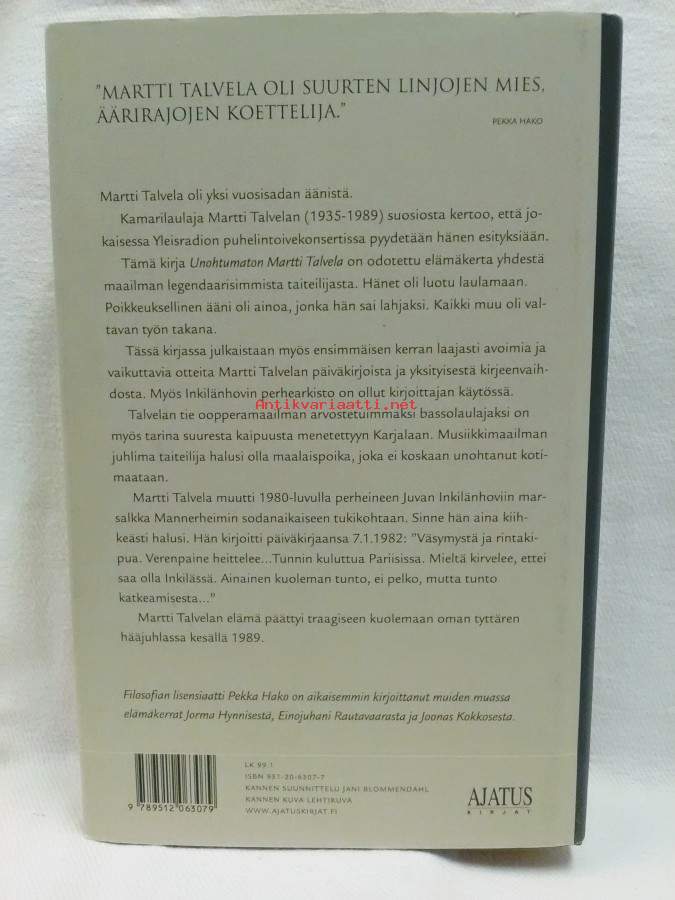 "MARTTI TALVELA OLI SUURTEN LINJOJEN MIES,
ÄÄRIRAJOJEN KOETTELIJA."
PEKKA HAKO
Martti Talvela oli yksi vuosisadan äänistä.
Kamarilaulaja Martti Talvelan (1935-1989) suosiosta kertoo, että jo-
kaisessa Yleisradion puhelintoivekonsertissa pyydetään hänen esityksiään.
Tämä kirja Unohtumaton Martti Talvela on odotettu elämäkerta yhdestä
maailman legendaarisimmista taiteilijasta. Hänet oli luotu laulamaan.
Poikkeuksellinen ääni oli ainoa, jonka hän sai lahjaksi. Kaikki muu oli val-
tavan työn takana.
Tässä kirjassa julkaistaan myös ensimmäisen kerran laajasti avoimia ja
vaikuttavia otteita Martti Talvelan päiväkirjoista ja yksityisestä kirjeenvaih-
dosta. Myös Inkilänhovin perhearkisto on ollut kirjoittajan käytössä.
Antikvariaatti.net
Talvelan tie oopperamaailman arvostetuimmaksi bassolaulajaksi on
myös tarina suuresta kaipuusta menetettyyn Karjalaan. Musiikkimaailman
juhlima taiteilija halusi olla maalaispoika, joka ei koskaan unohtanut koti-
maataan.
Martti Talvela muutti 1980-luvulla perheineen Juvan Inkilänhoviin mar-
salkka Mannerheimin sodanaikaiseen tukikohtaan. Sinne hän aina kiih-
keästi halusi. Hän kirjoitti päiväkirjaansa 7.1.1982: "Väsymystä ja rintaki-
pua. Verenpaine heittelee...Tunnin kuluttua Pariisissa. Mieltä kirvelee, ettei
saa olla Inkilässä. Ainainen kuoleman tunto, ei pelko, mutta tunto
katkeamisesta..."
Martti Talvelan elämä päättyi traagiseen kuolemaan oman tyttären
hääjuhlassa kesällä 1989.
Filosofian lisensiaatti Pekka Hako on aikaisemmin kirjoittanut muiden muassa
elämäkerrat Jorma Hynnisestä, Einojuhani Rautavaarasta ja Joonas Kokkosesta.
LK 99.1
ISBN 951-20-6307-7
KANNEN SUUNNITTELU JANI BLOMMENDAHL
KANNEN KUVA LEHTIKUVA
WWW.AJATUSKIRJAT.FI
9 789512 063079
AJATUS
KIRJAT